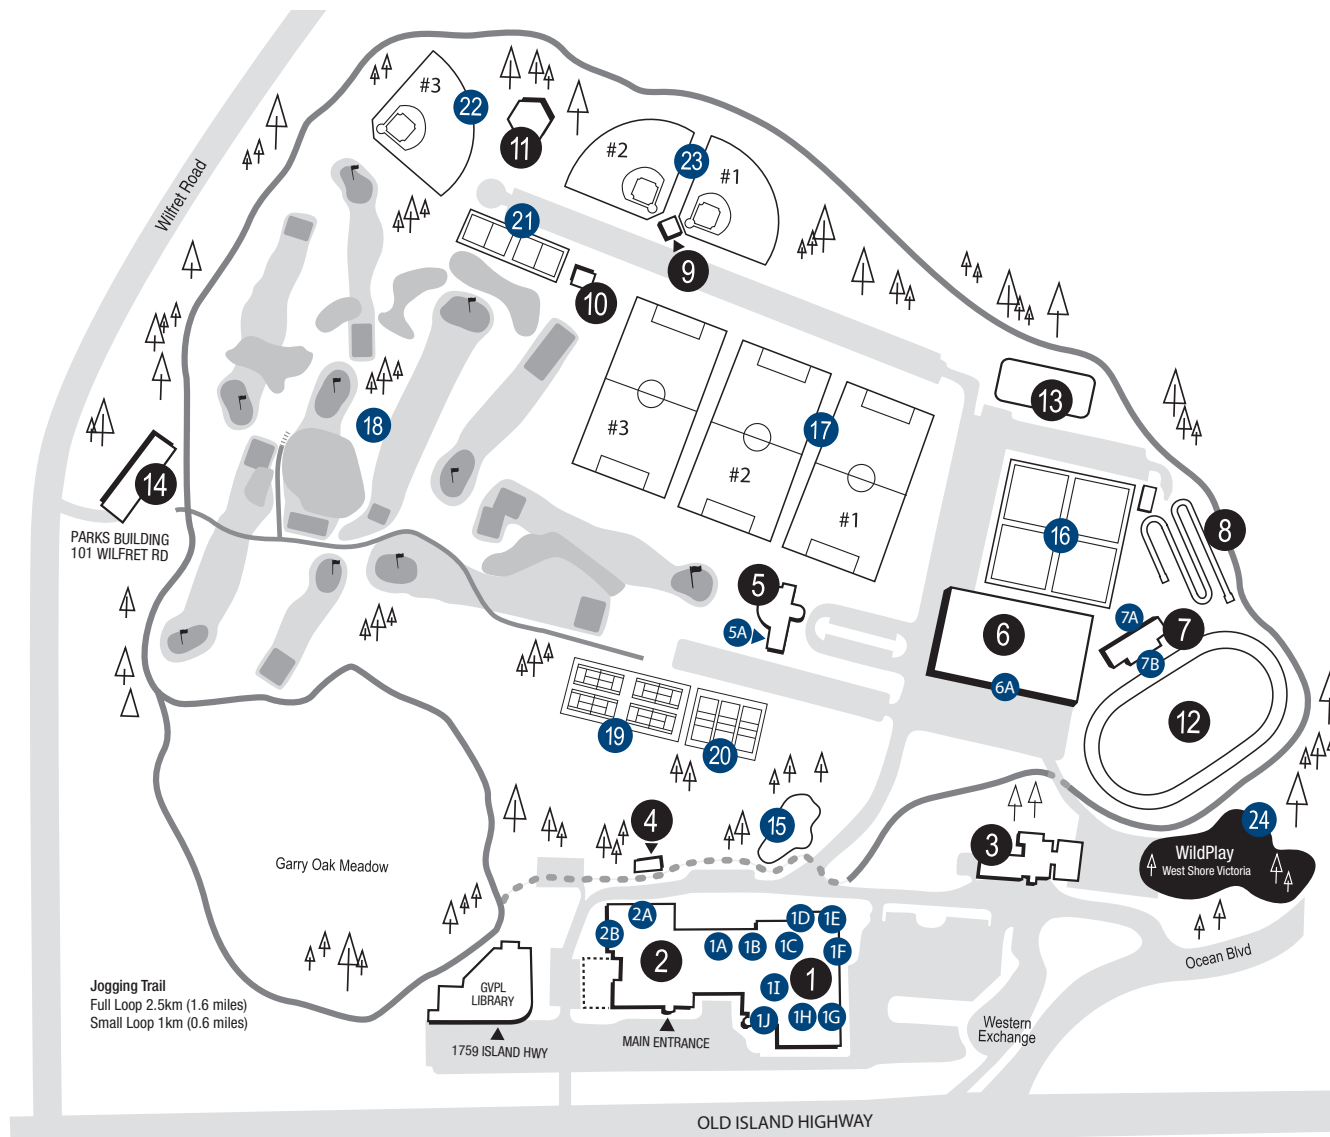 #3
22
11
#2
23
#1
Wilfret Road
21
9
10
13
18
17
#3
#2
#1
14
PARKS BUILDING
101 WILFRET RD
16
8
5
5A
6
6A
7A
7
7B
12
19
20
15
4
3
24
WildPlay
West Shore Victoria
Garry Oak Meadow
2A
2B
2
1A
1B
1C
1D
1E
1F
1
1I
1J
1H
1G
Ocean Blvd
GVPL
LIBRARY
1759 ISLAND HWY
MAIN ENTRANCE
Western
Exchange
Jogging Trail
Full Loop 2.5km (1.6 miles)
Small Loop 1km (0.6 miles)
OLD ISLAND HIGHWAY